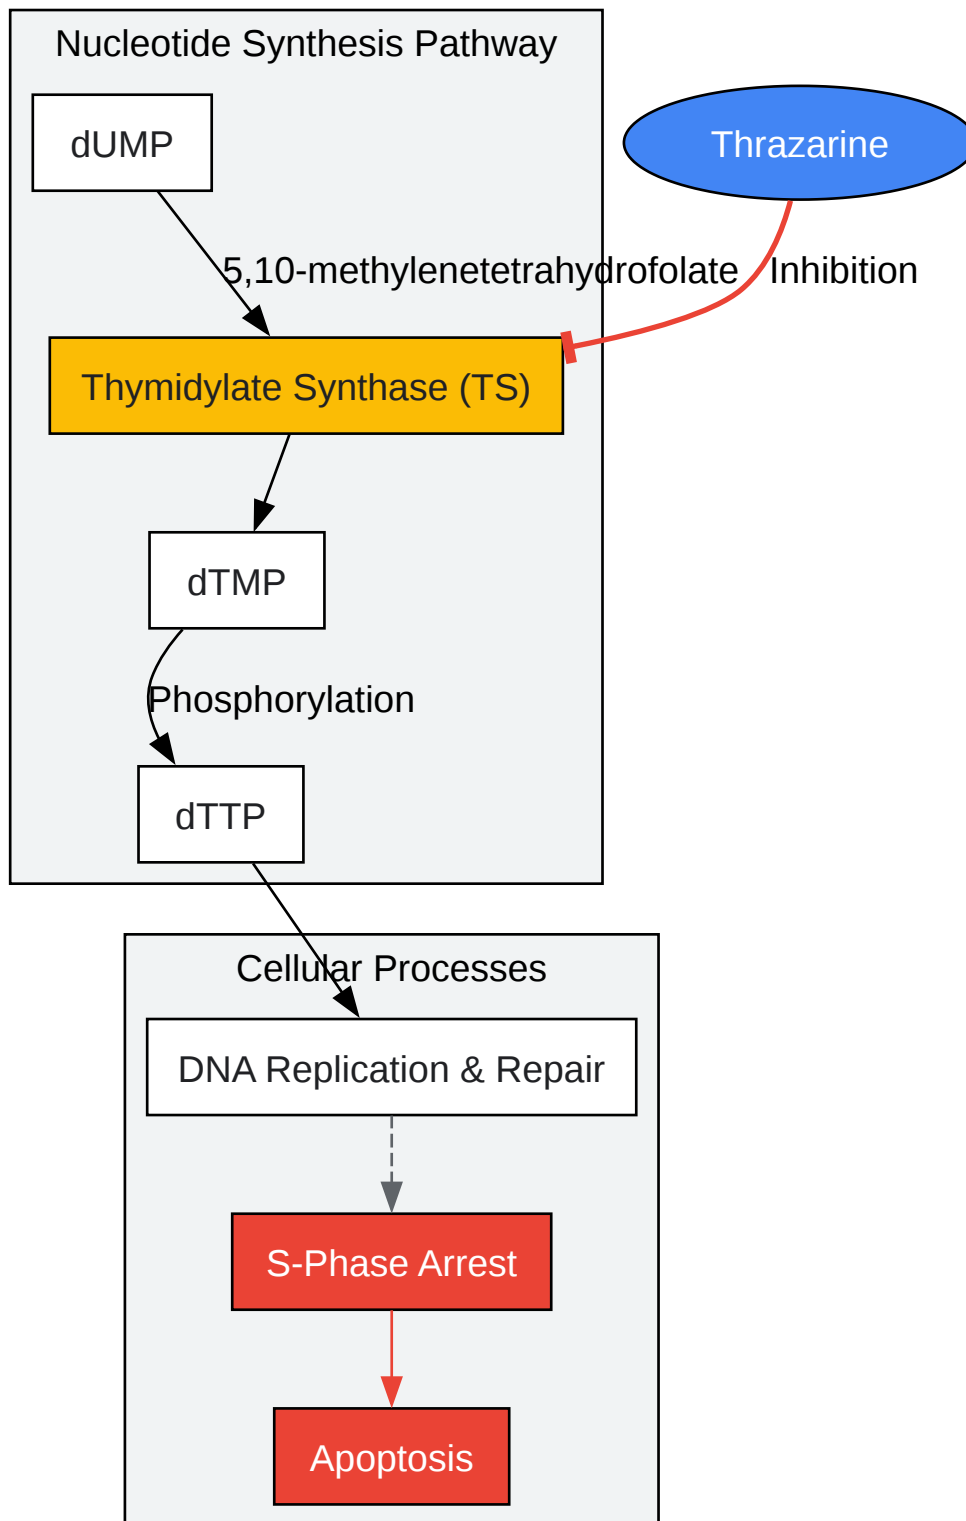 Nucleotide Synthesis Pathway
dUMP
Thrazarine
5,10-methylenetetrahydrofolate
Inhibition
Thymidylate Synthase (TS)
dTMP
Phosphorylation
dTTP
Cellular Processes
DNA Replication & Repair
S-Phase Arrest
Apoptosis